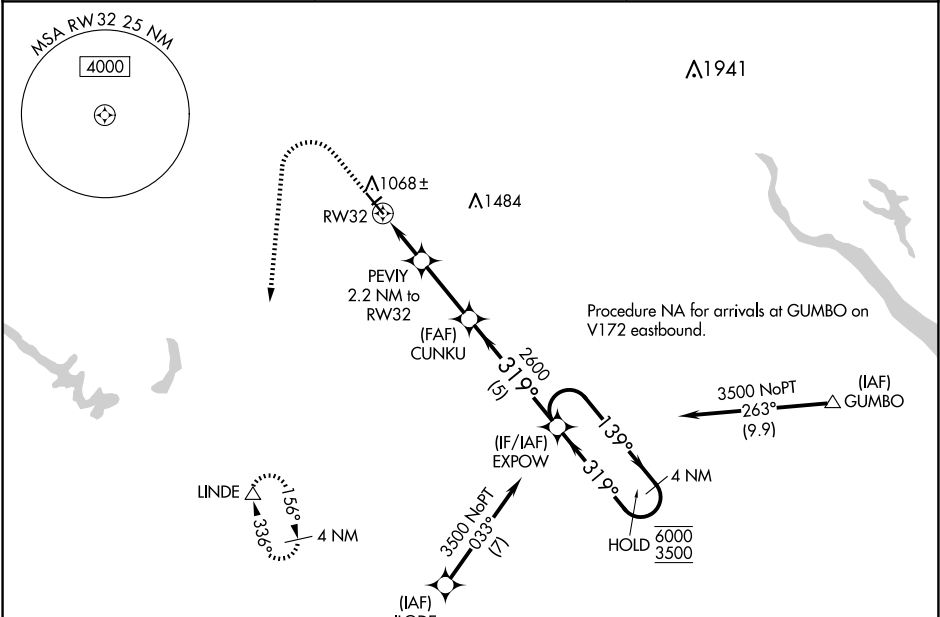 MSA RW32 25 NM
4000
1941
1068±
1484
RW32
PEVIY
2.2 NM to
RW32
(FAF)
CUNKU
Procedure NA for arrivals at GUMBO on
V172 eastbound.
2600
319°
(5)
3500 NoPT
263°
(9.9)
(IAF)
GUMBO
(IF/IAF)
EXPOW
139°
319°
4 NM
HOLD 6000
3500
LINDE
156°
336°
4 NM
3500 NoPT
033°
(7)
(IAF)